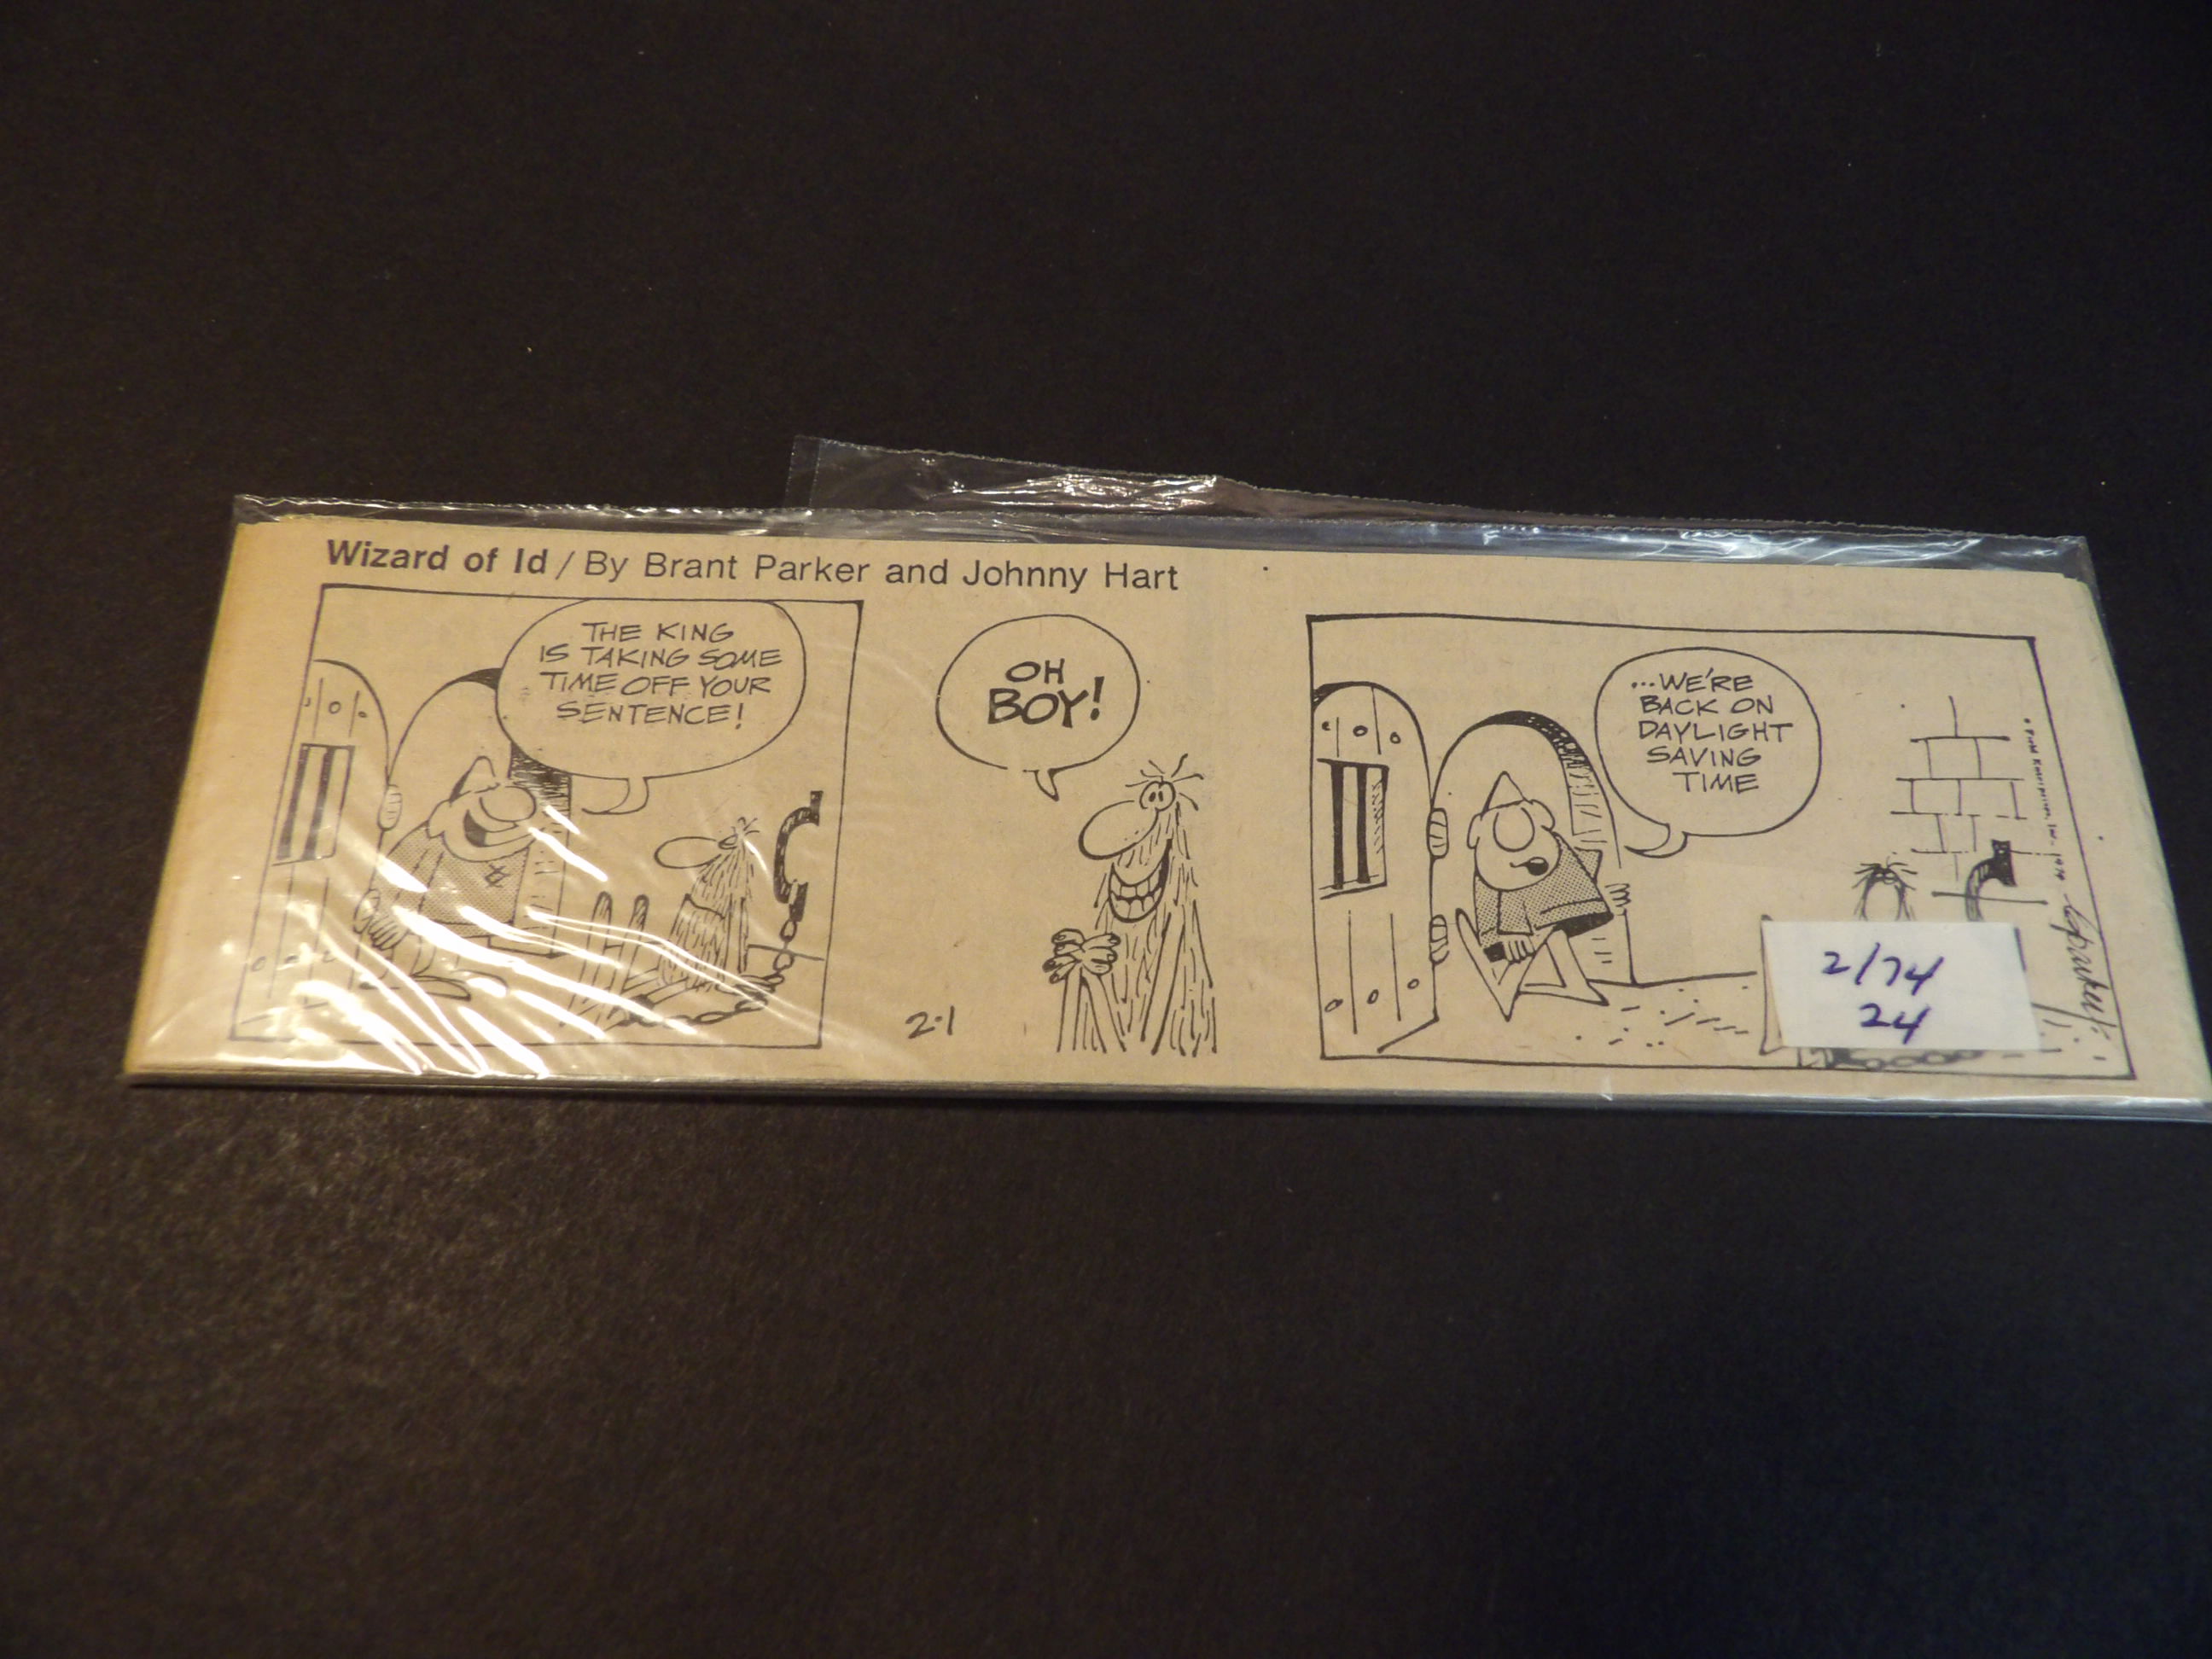 Wizard of Id / By Brant Parker and Johnny Hart
THE KING
IS TAKING SOME
TIME OFF YOUR
SENTENCE!
OH
BOY!
2·1
...WE'RE
BACK ON
DAYLIGHT
SAVING
TIME
2/74
24